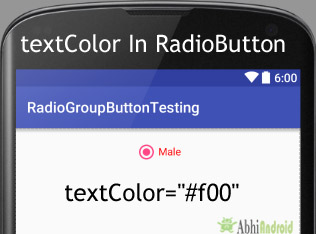 textColor In RadioButton
6:00
RadioGroupButtonTesting
Male
textColor="#f00"
AbhiAndroid